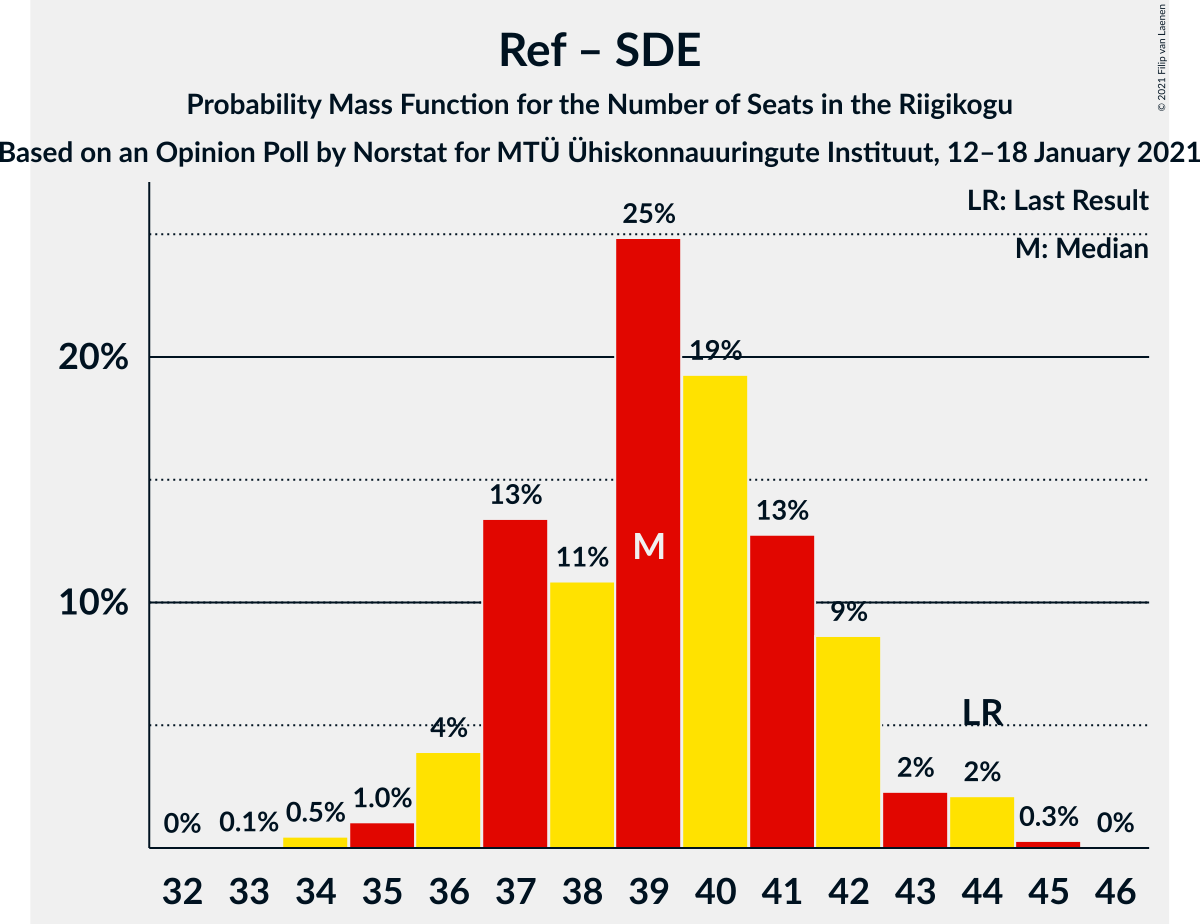 Ref – SDE
Probability Mass Function for the Number of Seats in the Riigikogu
Based on an Opinion Poll by Norstat for MTÜ Ühiskonnauuringute Instituut, 12–18 January 2021
© 2021 Filip van Laenen
LR: Last Result
M: Median
25%
20%
19%
13%
13%
11%
M
10%
9%
LR
4%
2%
2%
1.0%
0.5%
0.3%
0%
0.1%
0%
32 33 34 35 36 37 38 39 40 41 42 43 44 45 46